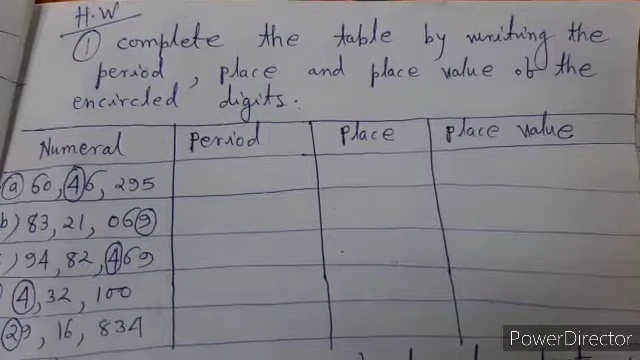 H.W
① complete the table by writing the
period, place and place value of the
encircled digits.
Numeral Period Place place value
ⓐ 60, ④6, 295
b) 83, 21, 06⑨
) 94, 82, ④69
④, 32, 100
②9, 16, 834
PowerDirector